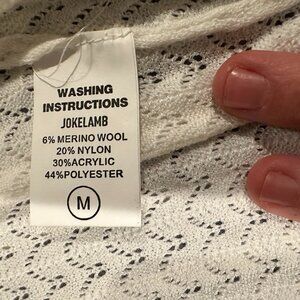 WASHING
INSTRUCTIONS
JOKELAMB
6% MERINO WOOL
20% NYLON
30%ACRYLIC
44%POLYESTER
M